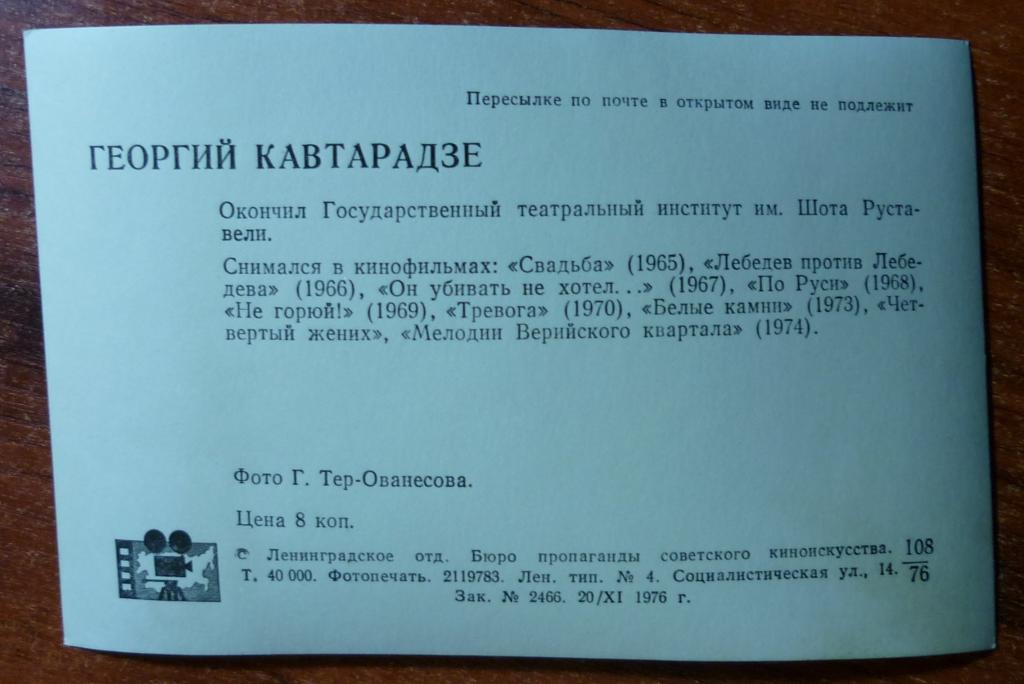 Пересылке по почте в открытом виде не подлежит
ГЕОРГИЙ КАВТАРАДЗЕ
Окончил Государственный театральный институт им. Шота Руста-
вели.
Снимался в кинофильмах: «Свадьба» (1965), «Лебедев против Лебе-
дева» (1966), «Он убивать не хотел...» (1967), «По Руси» (1968),
«Не горюй!» (1969), «Тревога» (1970), «Белые камни» (1973), «Чет-
вертый жених», «Мелодии Верийского квартала» (1974).
Фото Г. Тер-Ованесова.
Цена 8 коп.
© Ленинградское отд. Бюро пропаганды советского киноискусства. 108/76
Т. 40 000. Фотопечать. 2119783. Лен. тип. № 4. Социалистическая ул., 14.
Зак. № 2466. 20/XI 1976 г.